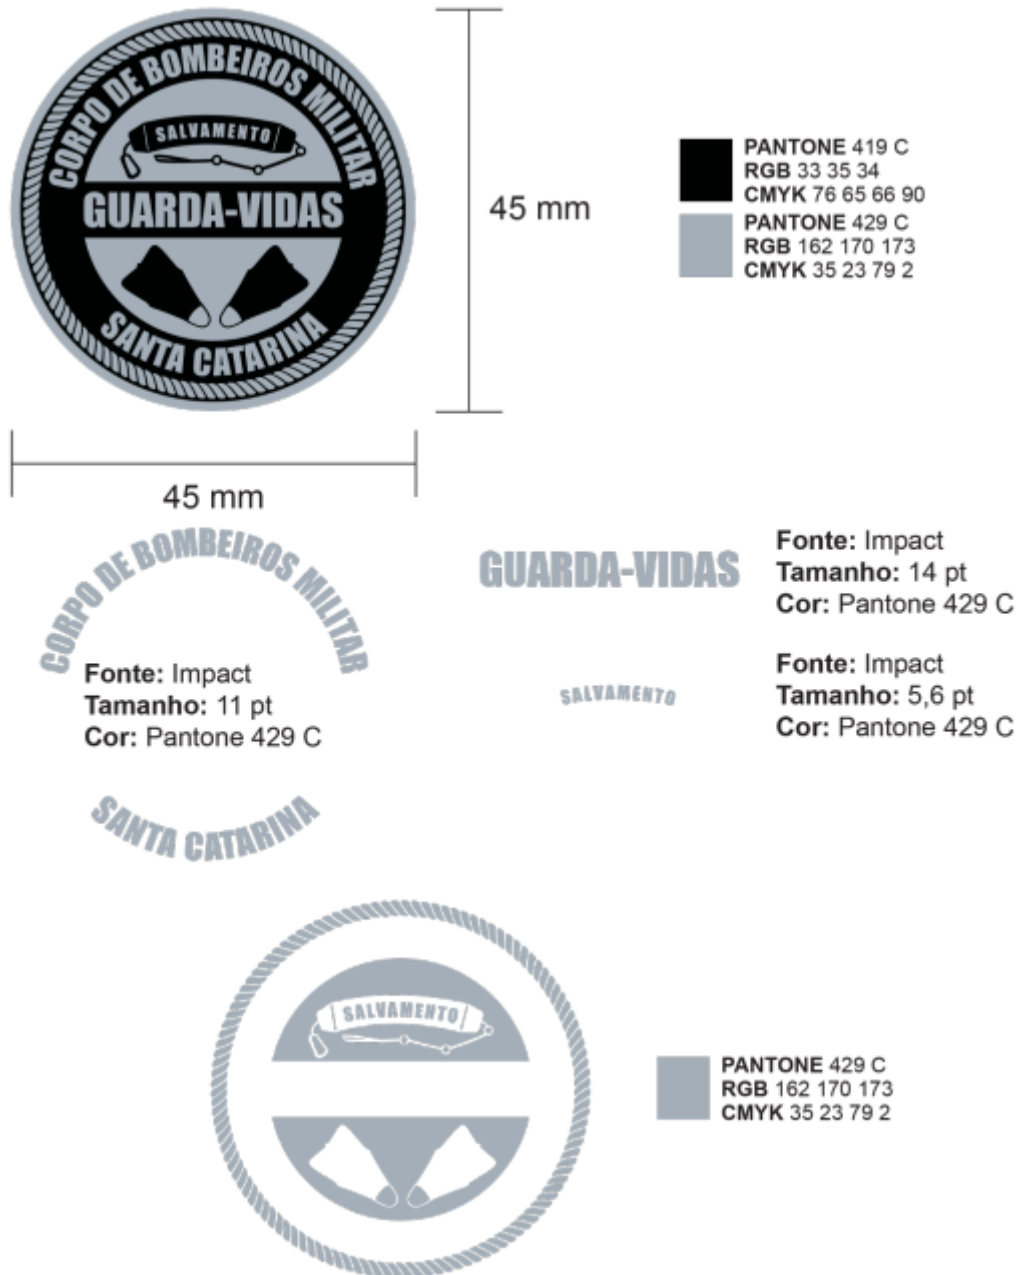 CORPO DE BOMBEIROS MILITAR
SALVAMENTO
GUARDA-VIDAS
SANTA CATARINA
45 mm
45 mm
PANTONE 419 C
RGB 33 35 34
CMYK 76 65 66 90
PANTONE 429 C
RGB 162 170 173
CMYK 35 23 79 2
CORPO DE BOMBEIROS MILITAR
Fonte: Impact
Tamanho: 11 pt
Cor: Pantone 429 C
SANTA CATARINA
GUARDA-VIDAS
Fonte: Impact
Tamanho: 14 pt
Cor: Pantone 429 C
SALVAMENTO
Fonte: Impact
Tamanho: 5,6 pt
Cor: Pantone 429 C
SALVAMENTO
PANTONE 429 C
RGB 162 170 173
CMYK 35 23 79 2